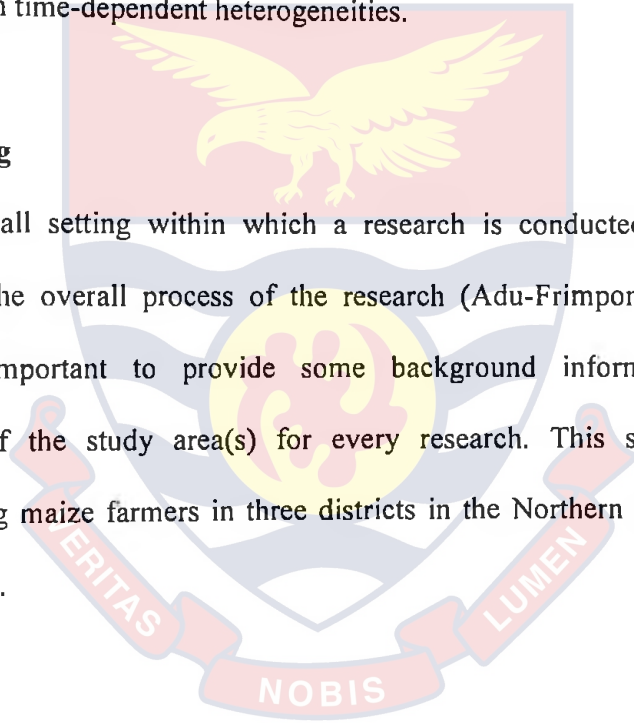 n time-dependent heterogeneities.
g
all setting within which a research is conducted
he overall process of the research (Adu-Frimpon
mportant to provide some background inform
f the study area(s) for every research. This s
g maize farmers in three districts in the Northern
.
VERITAS
NOBIS
LUMEN